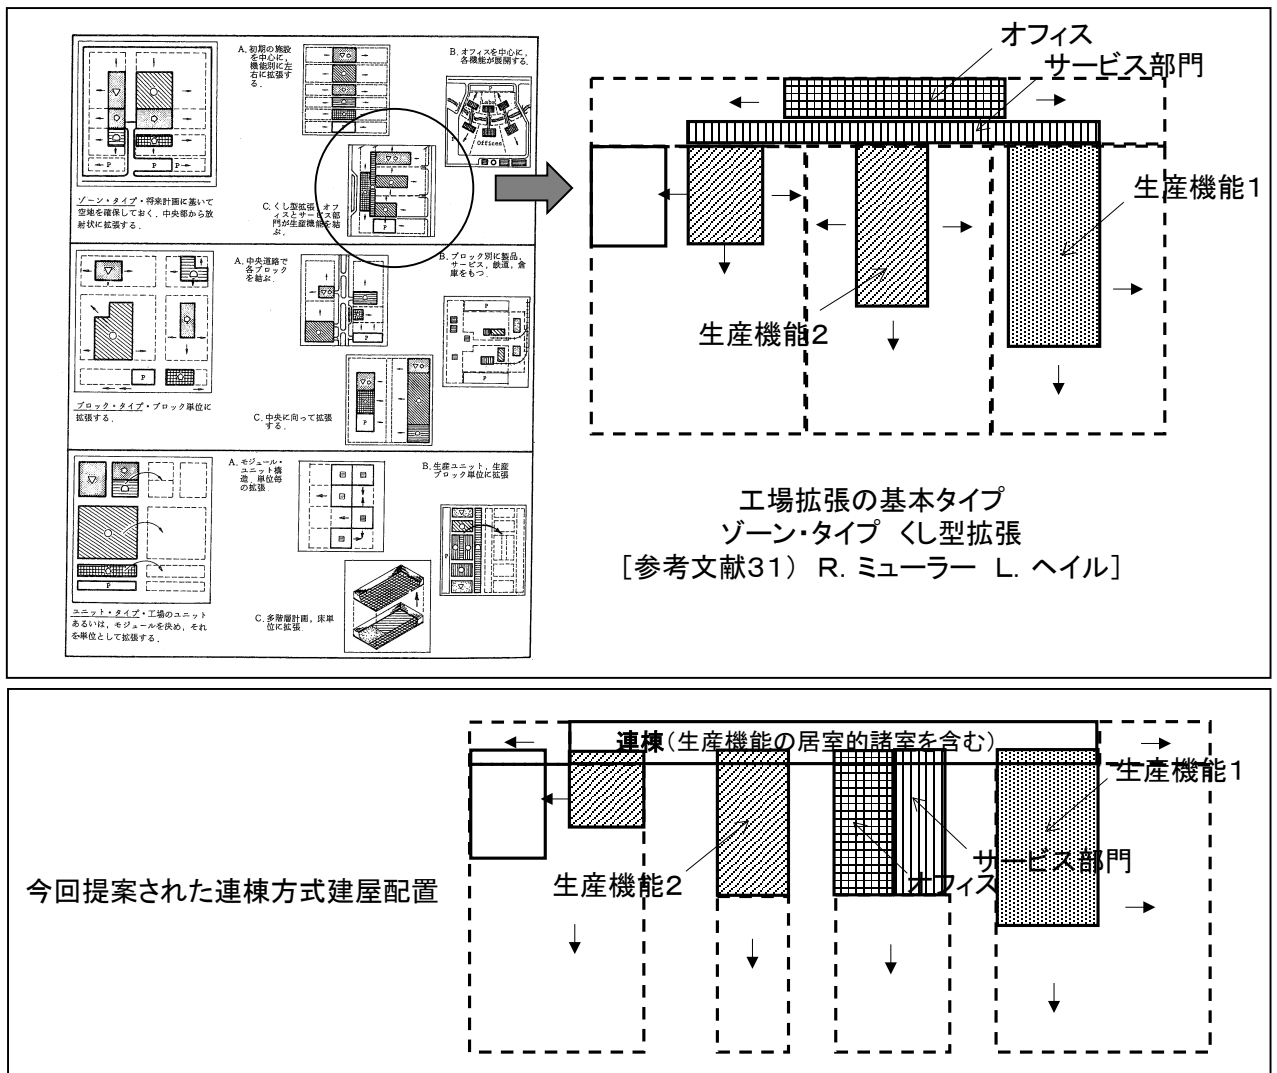 A. 初期の施設
を中心に,
機能別に左
右に拡張す
る.
B. オフィスを中心に,
各機能が展開する.
Labs
Offices
P
P
P
P
P
ゾーン・タイプ・将来計画に基いて
空地を確保しておく, 中央部から放
射状に拡張する.
C. くし型拡張, オフ
ィスとサービス部
門が生産機能を結
ぶ.
A. 中央道路で
各ブロック
を結ぶ.
B. ブロック別に製品,
サービス, 鉄道, 倉
庫をもつ.
P
P
P
P
P
ブロック・タイプ・ブロック単位に
拡張する.
C. 中央に向って拡張
する.
A. モジュール・
ユニット構
造, 単位毎
の拡張.
B. 生産ユニット, 生産
ブロック単位に拡張
P
P
ユニット・タイプ・工場のユニット
あるいは, モジュールを決め, それ
を単位として拡張する.
C. 多階層計画, 床単
位に拡張.
オフィス
サービス部門
生産機能1
生産機能2
工場拡張の基本タイプ
ゾーン・タイプ くし型拡張
[参考文献31) R. ミューラー L. ヘイル]
連棟(生産機能の居室的諸室を含む)
生産機能1
サービス部門
オフィス
生産機能2
今回提案された連棟方式建屋配置